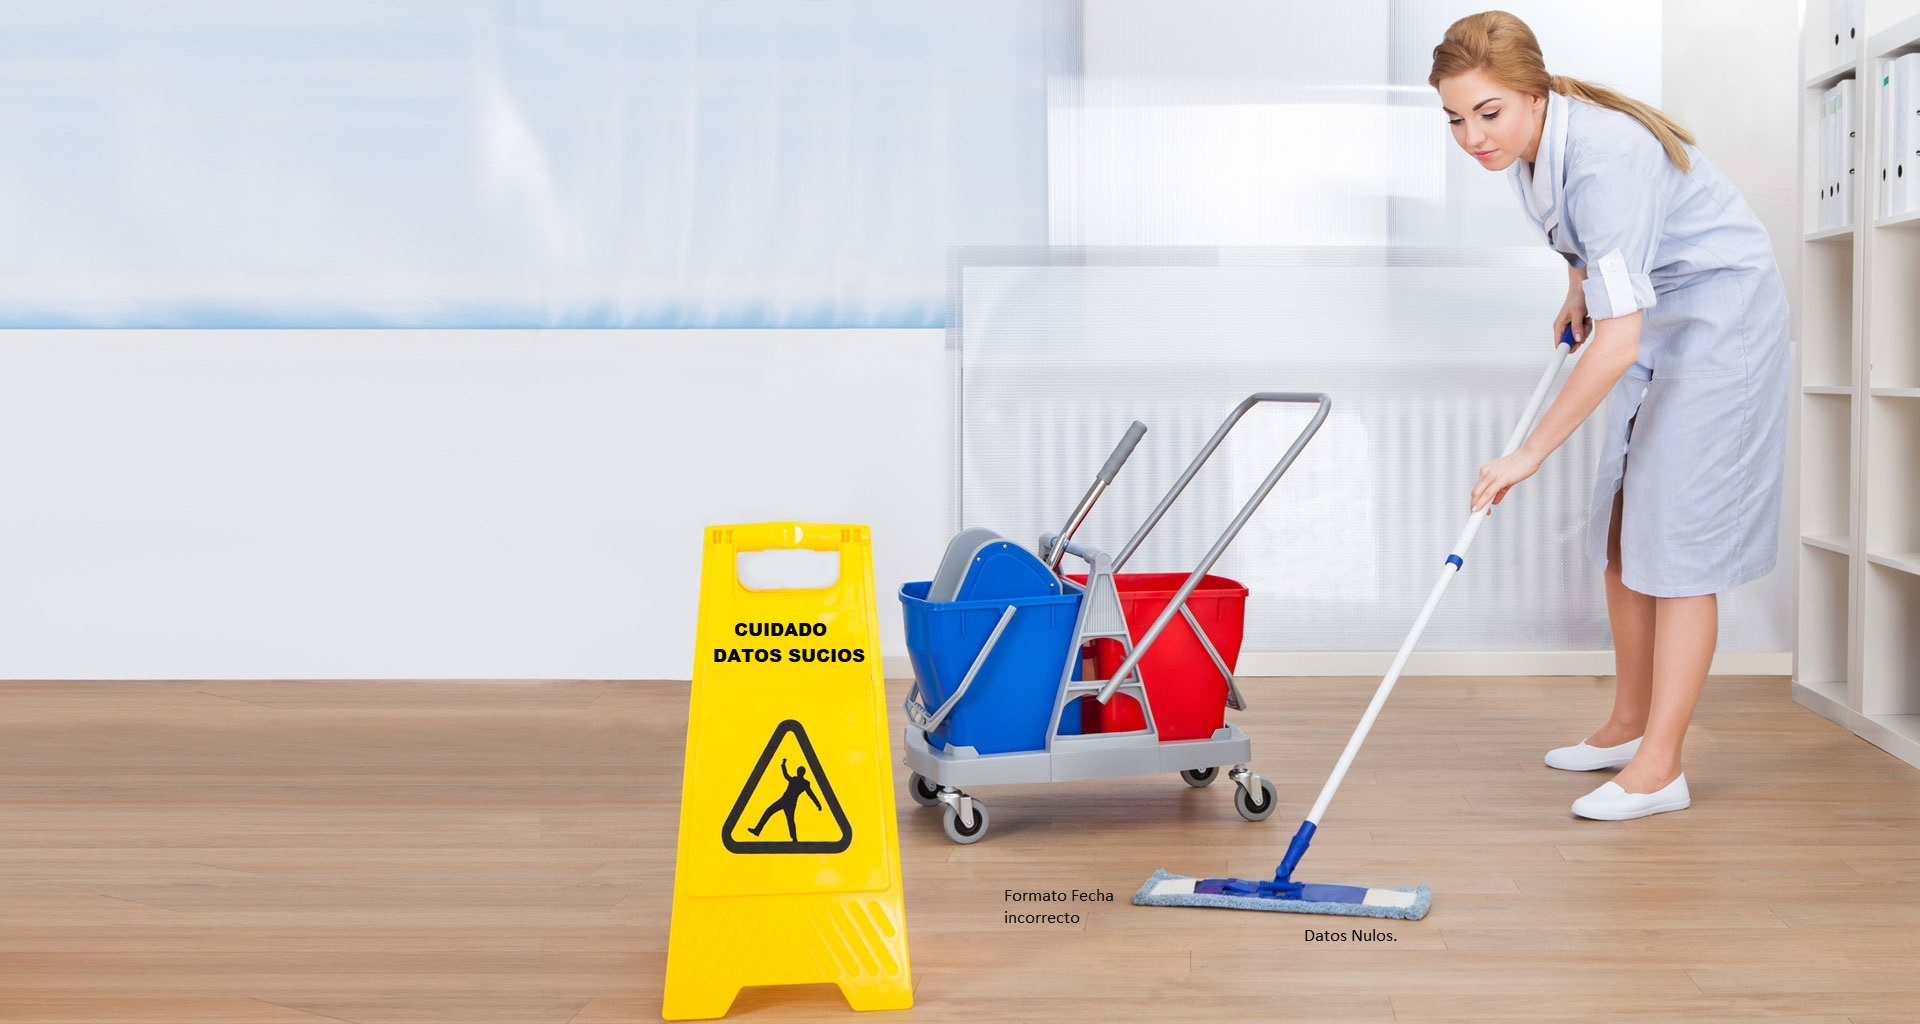 CUIDADO
DATOS SUCIOS
Formato Fecha
incorrecto
Datos Nulos.